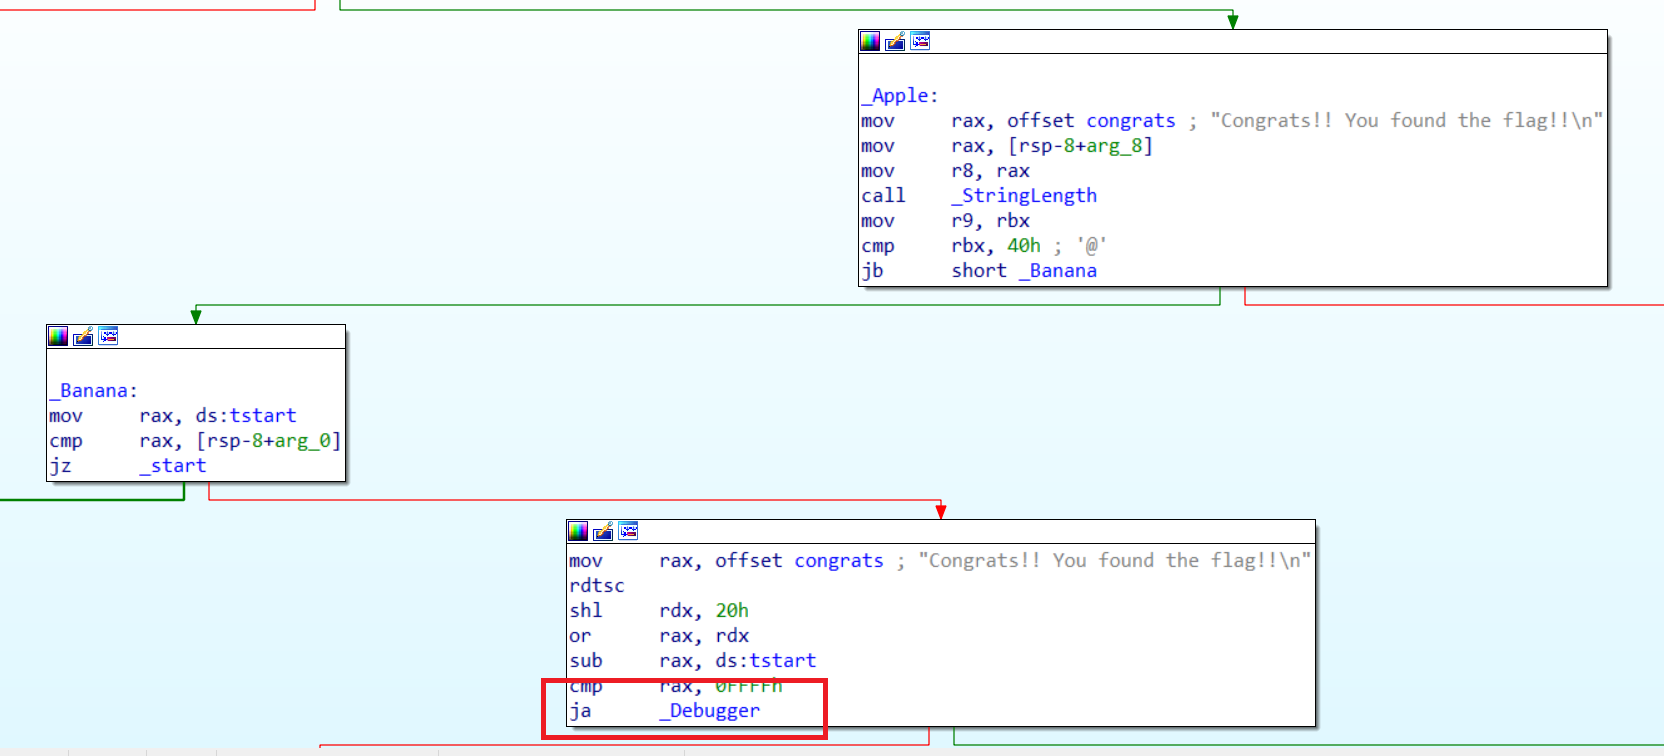 _Apple:
mov rax, offset congrats ; "Congrats!! You found the flag!!\n"
mov rax, [rsp-8+arg_8]
mov r8, rax
call _StringLength
mov r9, rbx
cmp rbx, 40h ; '@'
jb short _Banana
_Banana:
mov rax, ds:tstart
cmp rax, [rsp-8+arg_0]
jz _start
mov rax, offset congrats ; "Congrats!! You found the flag!!\n"
rdtsc
shl rdx, 20h
or rax, rdx
sub rax, ds:tstart
cmp rax, 0FFFFh
ja _Debugger